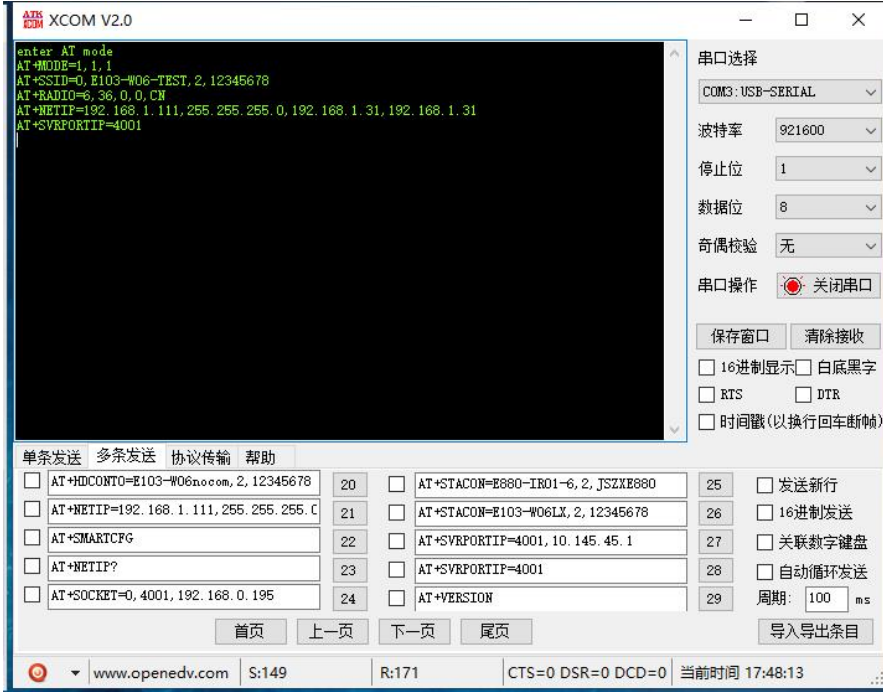 ATK XCOM XCOM V2.0
enter AT mode
AT+MODE=1,1,1
AT+SSID=0,E103-W06-TEST,2,12345678
AT+RADIO=6,36,0,0,CN
AT+NETIP=192.168.1.111,255.255.255.0,192.168.1.31,192.168.1.31
AT+SVRPORTIP=4001
串口选择
COM3:USB-SERIAL
波特率 921600
停止位 1
数据位 8
奇偶校验 无
串口操作 关闭串口
保存窗口 清除接收
16进制显示 白底黑字
RTS DTR
时间戳(以换行回车断帧)
单条发送 多条发送 协议传输 帮助
AT+HDCONTO=E103-W06nocom,2,12345678 20 AT+STACON=E880-IR01-6,2,JSZXE880 25 发送新行
AT+NETIP=192.168.1.111,255.255.255.0 21 AT+STACON=E103-W06LX,2,12345678 26 16进制发送
AT+SMARTCFG 22 AT+SVRPORTIP=4001,10.145.45.1 27 关联数字键盘
AT+NETIP? 23 AT+SVRPORTIP=4001 28 自动循环发送
AT+SOCKET=0,4001,192.168.0.195 24 AT+VERSION 29 周期: 100 ms
首页 上一页 下一页 尾页 导入导出条目
www.openedv.com S:149 R:171 CTS=0 DSR=0 DCD=0 当前时间 17:48:13